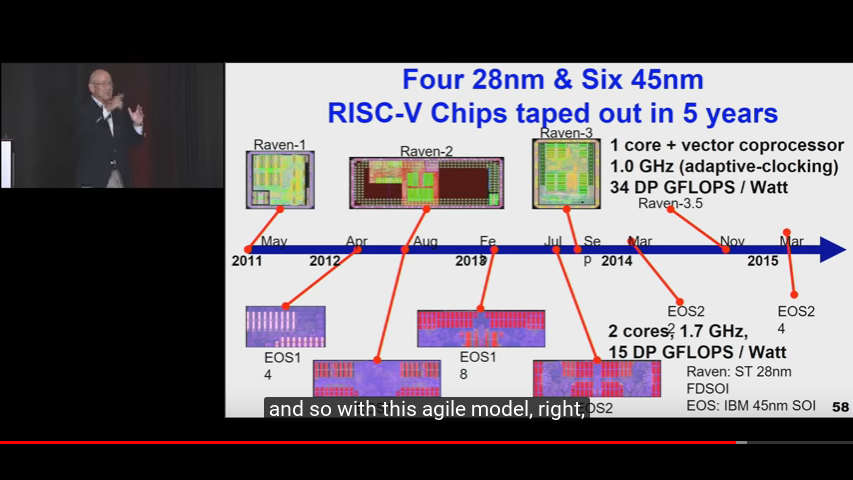 Four 28nm & Six 45nm
RISC-V Chips taped out in 5 years
Raven-1
Raven-2
Raven-3
1 core + vector coprocessor
1.0 GHz (adaptive-clocking)
34 DP GFLOPS / Watt
Raven-3.5
May
Apr
Aug
Fe
Jul
Se
p
Mar
Nov
Mar
2011
2012
2013
2014
2015
EOS2
EOS2
4
2 cores, 1.7 GHz,
15 DP GFLOPS / Watt
EOS1
4
EOS1
8
Raven: ST 28nm
FDSOI
EOS: IBM 45nm SOI
58
and so with this agile model, right,